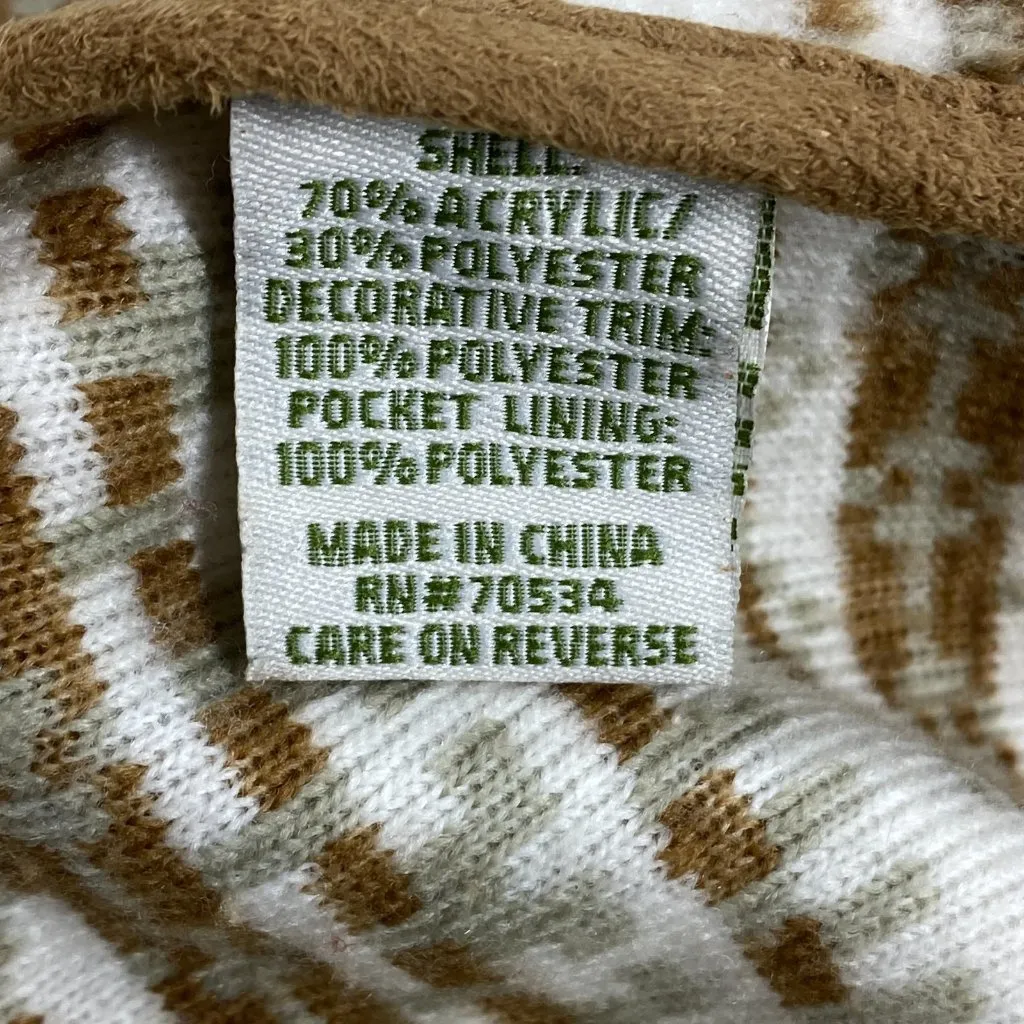 SHELL:
70% ACRYLIC/
30% POLYESTER
DECORATIVE TRIM:
100% POLYESTER
POCKET LINING:
100% POLYESTER
MADE IN CHINA
RN#70534
CARE ON REVERSE